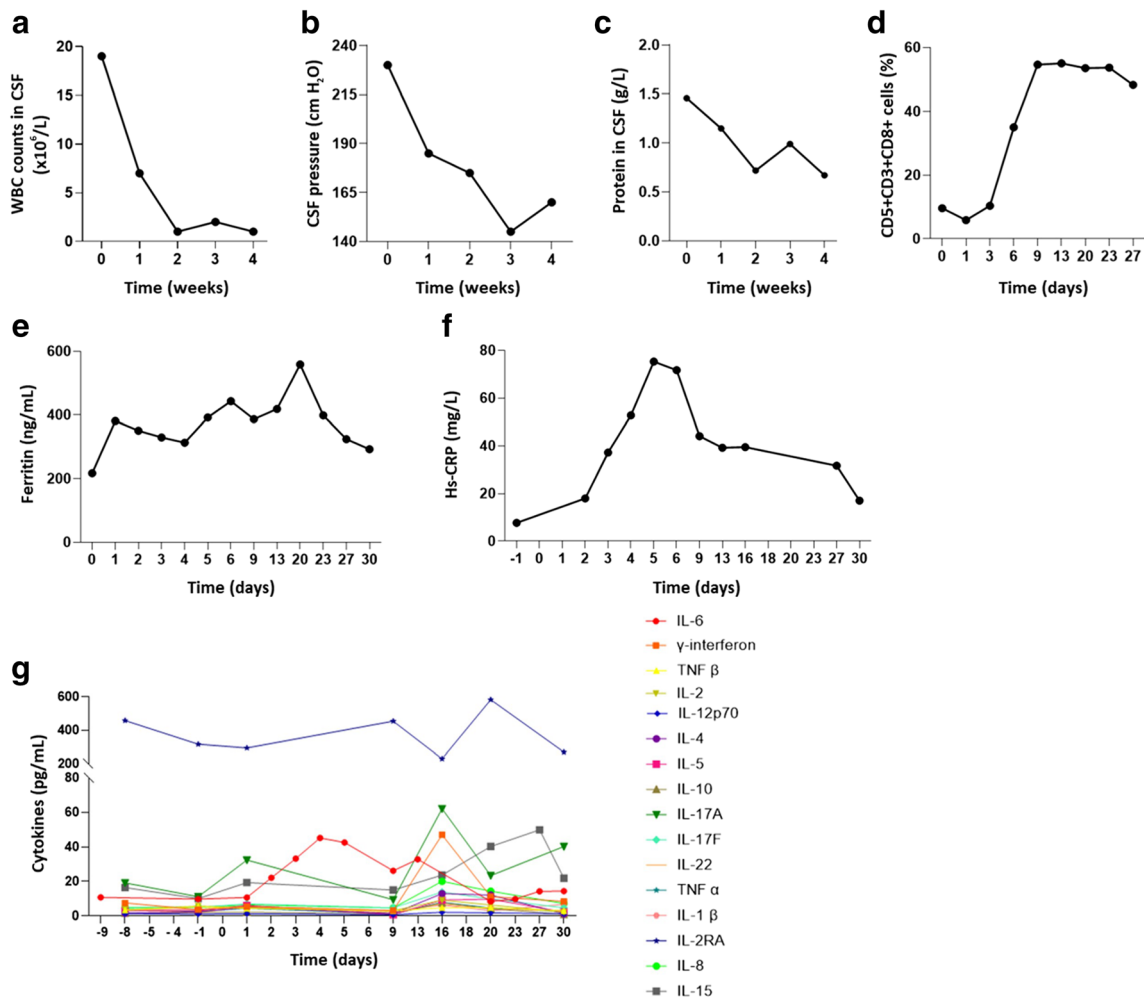 a
WBC counts in CSF
(x10⁶/L)
20
15
10
5
0
0 1 2 3 4
Time (weeks)
b
CSF pressure (cm H₂O)
240
215
190
165
140
0 1 2 3 4
Time (weeks)
c
Protein in CSF (g/L)
2.0
1.5
1.0
0.5
0.0
0 1 2 3 4
Time (weeks)
d
CD5+CD3+CD8+ cells (%)
60
40
20
0
0 1 3 6 9 13 20 23 27
Time (days)
e
Ferritin (ng/mL)
600
400
200
0
0 1 2 3 4 5 6 9 13 20 23 27 30
Time (days)
f
Hs-CRP (mg/L)
80
60
40
20
0
-1 0 1 2 3 4 5 6 9 13 16 18 20 23 27 30
Time (days)
g
Cytokines (pg/mL)
600
400
200
80
60
40
20
0
-9 -8 -5 - 4 -1 0 1 2 3 4 5 6 9 13 16 20 23 27 30
Time (days)
IL-6
γ-interferon
TNF β
IL-2
IL-12p70
IL-4
IL-5
IL-10
IL-17A
IL-17F
IL-22
TNF α
IL-1 β
IL-2RA
IL-8
IL-15